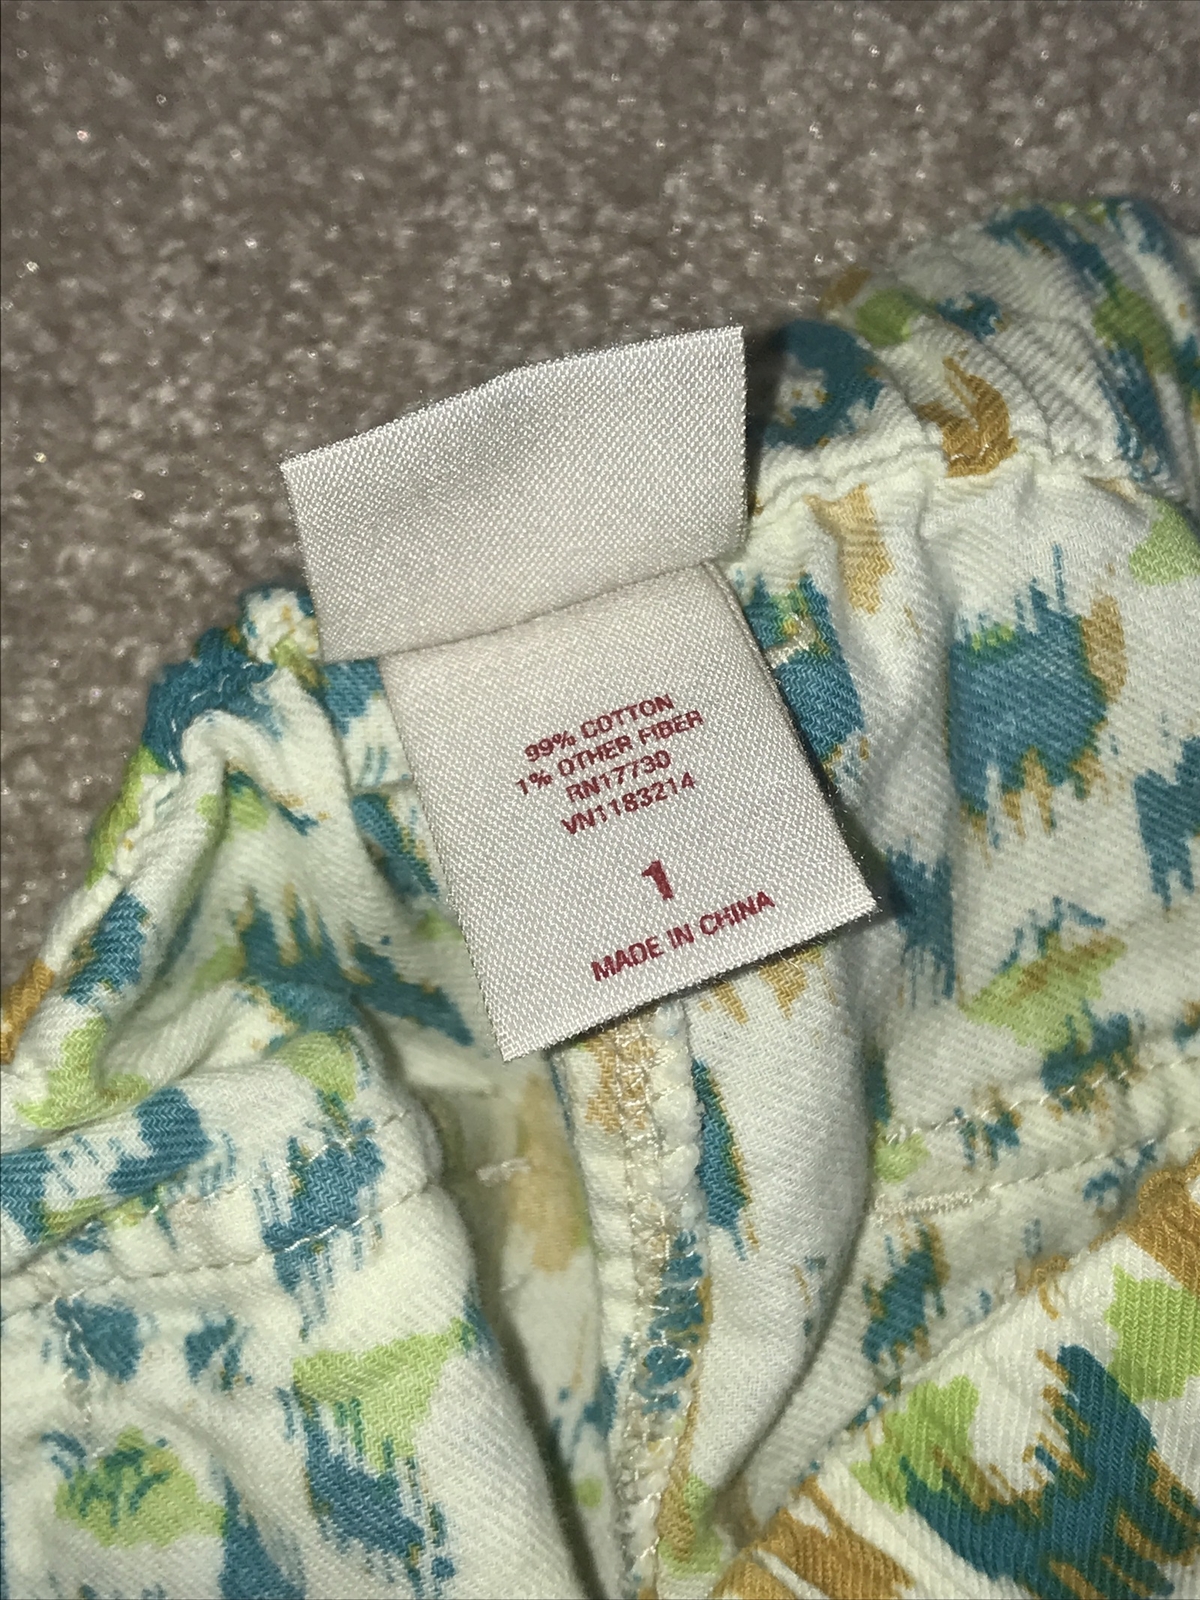 99% COTTON
1% OTHER FIBER
RN17730
VN1183214
1
MADE IN CHINA